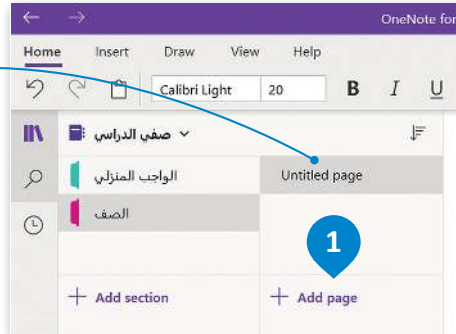 OneNote for
Home Insert Draw View Help
Calibri Light 20 B I U
صفي الدراسي
الواجب المنزلي
Untitled page
الصف
1
+ Add section
+ Add page